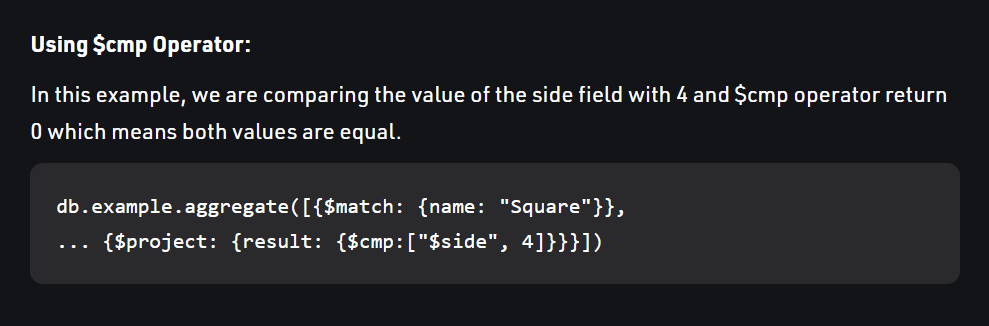 Using $cmp Operator:
In this example, we are comparing the value of the side field with 4 and $cmp operator return
0 which means both values are equal.
db.example.aggregate([{$match: {name: "Square"}},
... {$project: {result: {$cmp:["$side", 4]}}}])